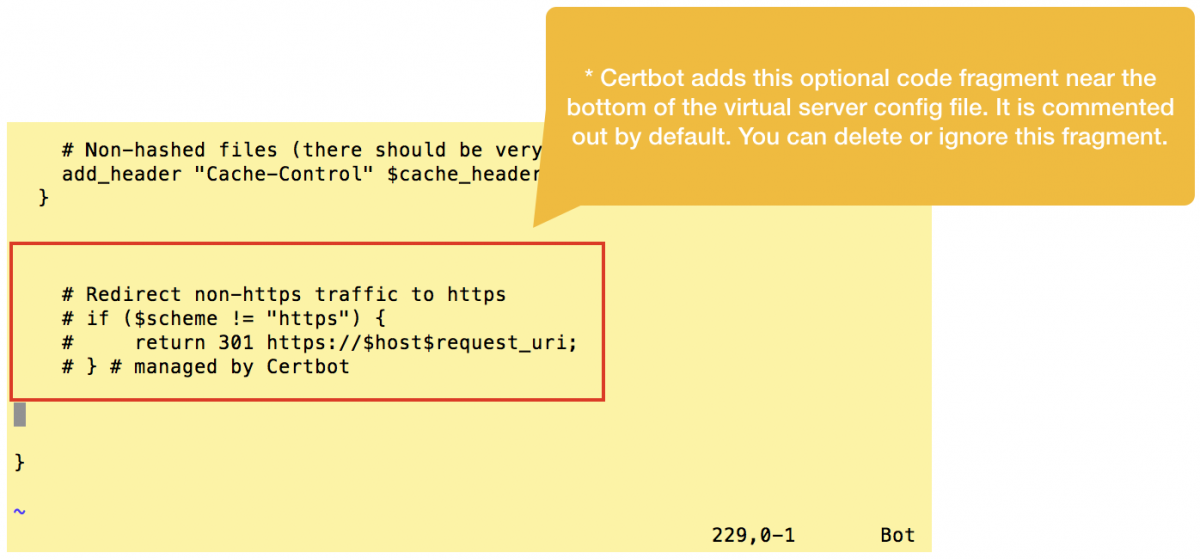 * Certbot adds this optional code fragment near the
bottom of the virtual server config file. It is commented
out by default. You can delete or ignore this fragment.
# Non-hashed files (there should be very
add_header "Cache-Control" $cache_header
}
# Redirect non-https traffic to https
# if ($scheme != "https") {
#     return 301 https://$host$request_uri;
# } # managed by Certbot
}
~
229,0-1 Bot